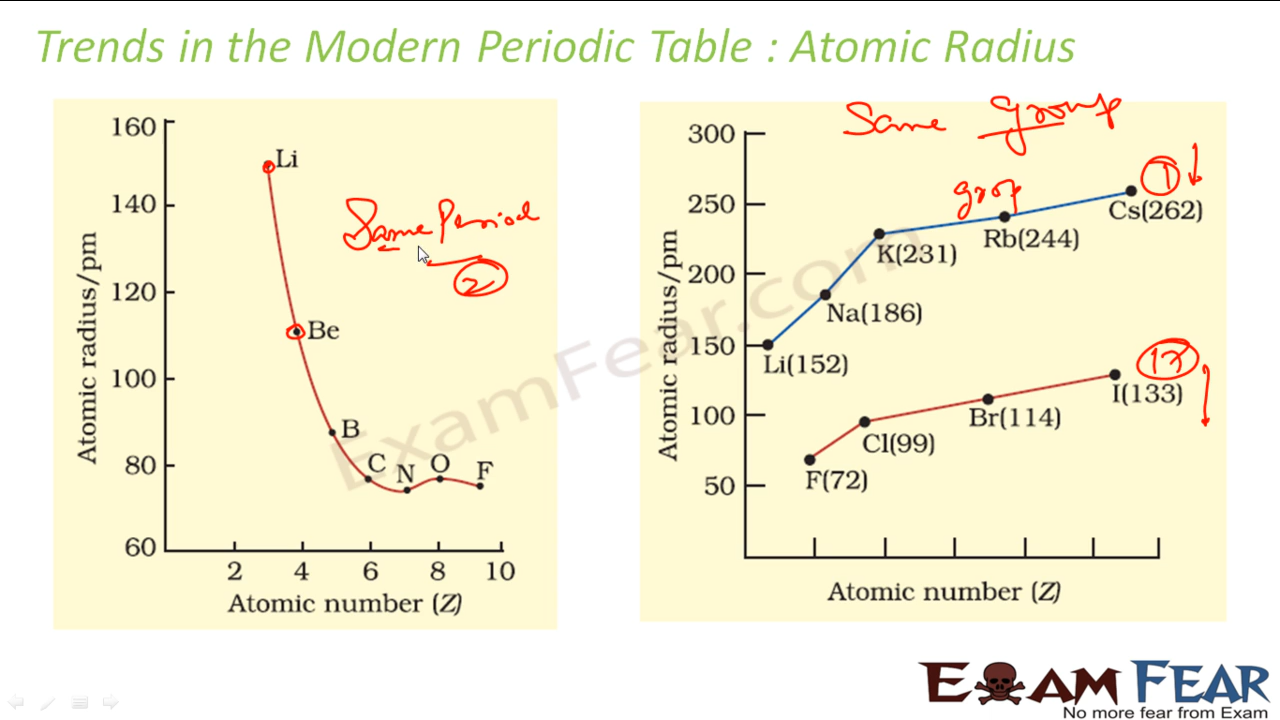 Trends in the Modern Periodic Table : Atomic Radius
160
140
120
100
80
60
Atomic radius/pm
Li
Be
B
C
N
O
F
Same Period
2
2
4
6
8
10
Atomic number (Z)
Same group
300
250
200
150
100
50
Atomic radius/pm
grop
1
Cs(262)
Rb(244)
K(231)
Na(186)
Li(152)
17
I(133)
Br(114)
Cl(99)
F(72)
Atomic number (Z)
ExamFear.com
EXAM FEAR
No more fear from Exam